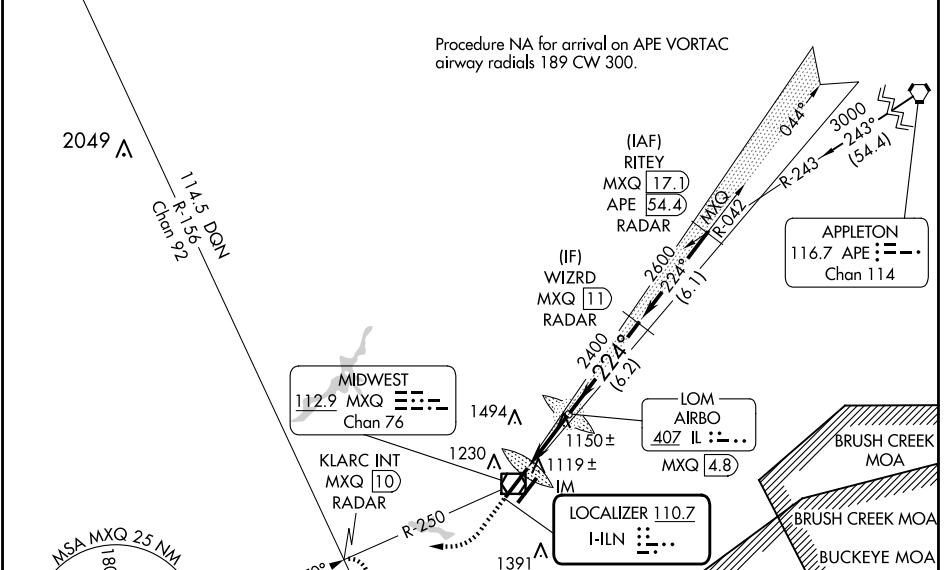 Procedure NA for arrival on APE VORTAC
airway radials 189 CW 300.
2049
114.5 DQN
R-156
Chan 92
(IAF)
RITEY
MXQ 17.1
APE 54.4
RADAR
044°
3000
243°
(54.4)
R-243
MXQ
R-042
APPLETON
116.7 APE
Chan 114
(IF)
WIZRD
MXQ 11
RADAR
2600
224°
(6.1)
2400
224°
(6.2)
MIDWEST
112.9 MXQ
Chan 76
1494
1150 ±
LOM
AIRBO
407 IL
MXQ 4.8
1230
1119 ±
IM
KLARC INT
MXQ 10
RADAR
R-250
LOCALIZER 110.7
I-ILN
1391
BRUSH CREEK
MOA
BRUSH CREEK MOA
BUCKEYE MOA
MSA MXQ 25 NM